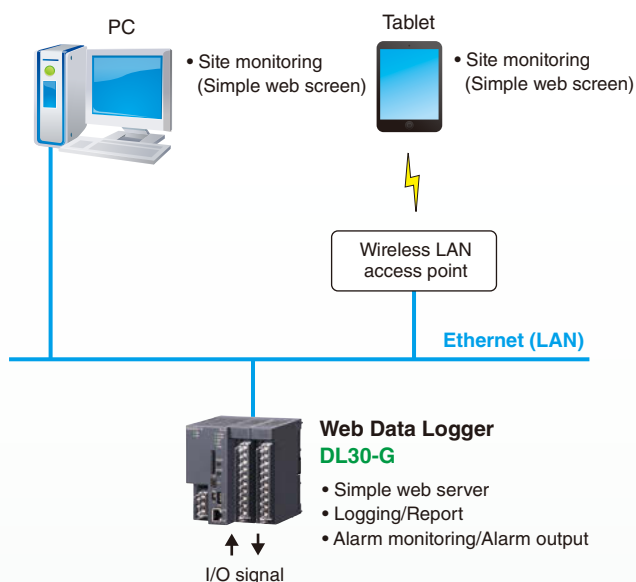 PC
• Site monitoring
(Simple web screen)
Tablet
• Site monitoring
(Simple web screen)
Wireless LAN
access point
Ethernet (LAN)
Web Data Logger
DL30-G
• Simple web server
• Logging/Report
• Alarm monitoring/Alarm output
I/O signal